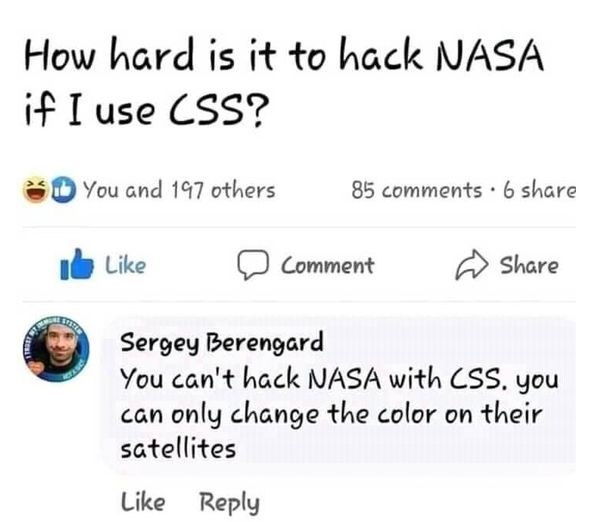 How hard is it to hack NASA
if I use CSS?
You and 197 others 85 comments · 6 share
Like Comment Share
Sergey Berengard
You can't hack NASA with CSS, you
can only change the color on their
satellites
Like Reply